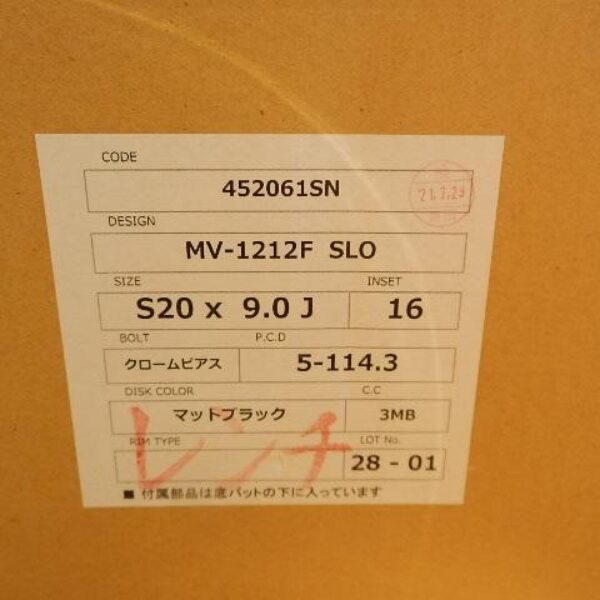 CODE
452061SN
21.7.29
DESIGN
MV-1212F SLO
SIZE INSET
S20 x 9.0 J 16
BOLT P.C.D
クロームピアス 5-114.3
DISK COLOR C.C
マットブラック 3MB
RIM TYPE LOT No.
レンチ
28 - 01
■ 付属部品は底パットの下に入っています